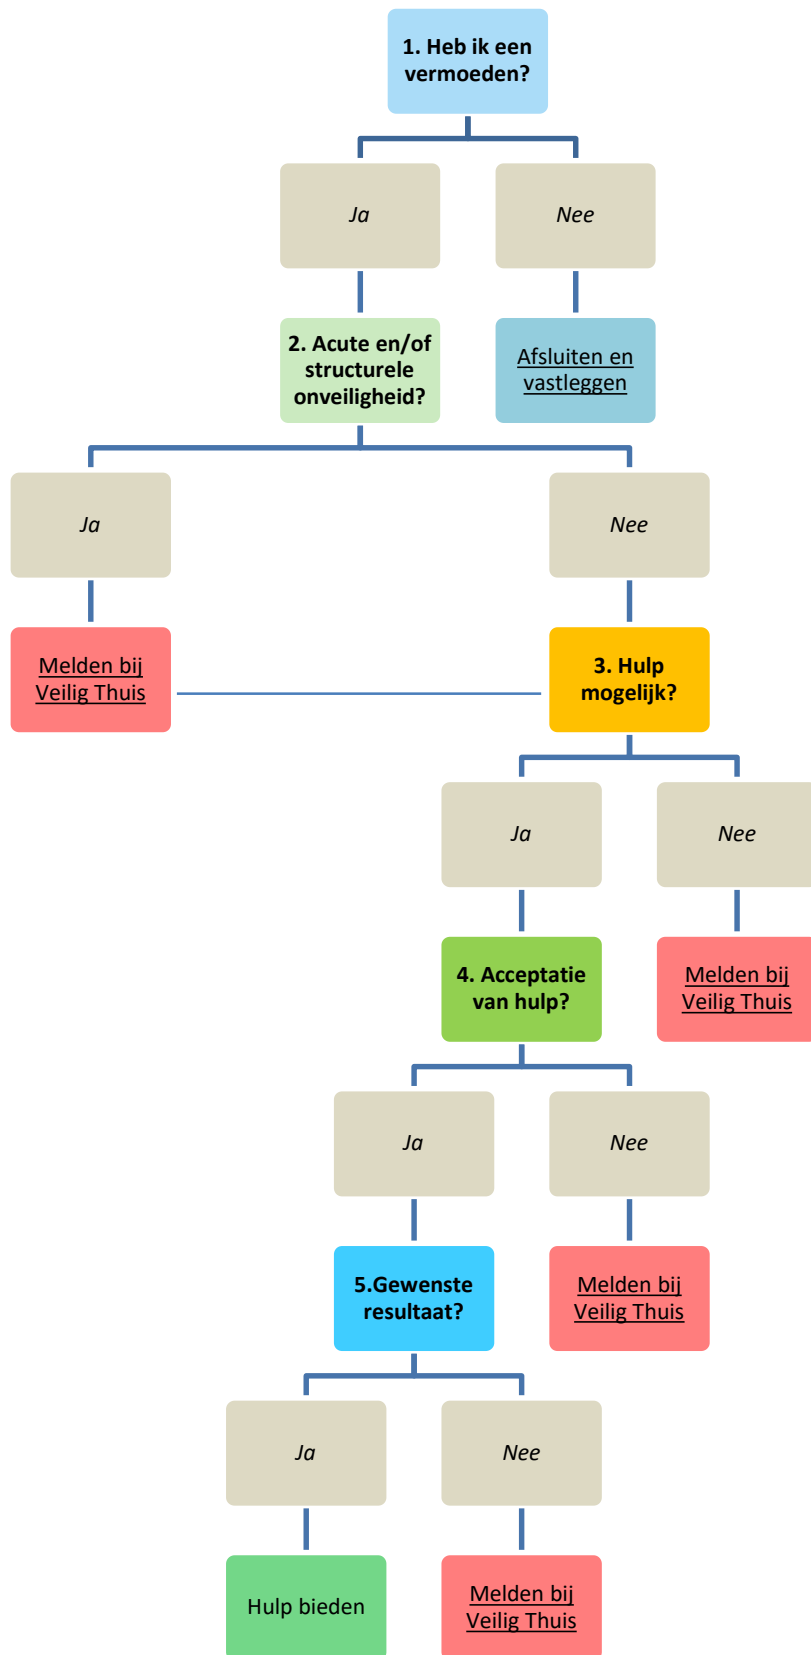 1. Heb ik een
vermoeden?
Ja
Nee
2. Acute en/of
structurele
onveiligheid?
Afsluiten en
vastleggen
Ja
Nee
Melden bij
Veilig Thuis
3. Hulp
mogelijk?
Ja
Nee
4. Acceptatie
van hulp?
Melden bij
Veilig Thuis
Ja
Nee
5.Gewenste
resultaat?
Melden bij
Veilig Thuis
Ja
Nee
Hulp bieden
Melden bij
Veilig Thuis